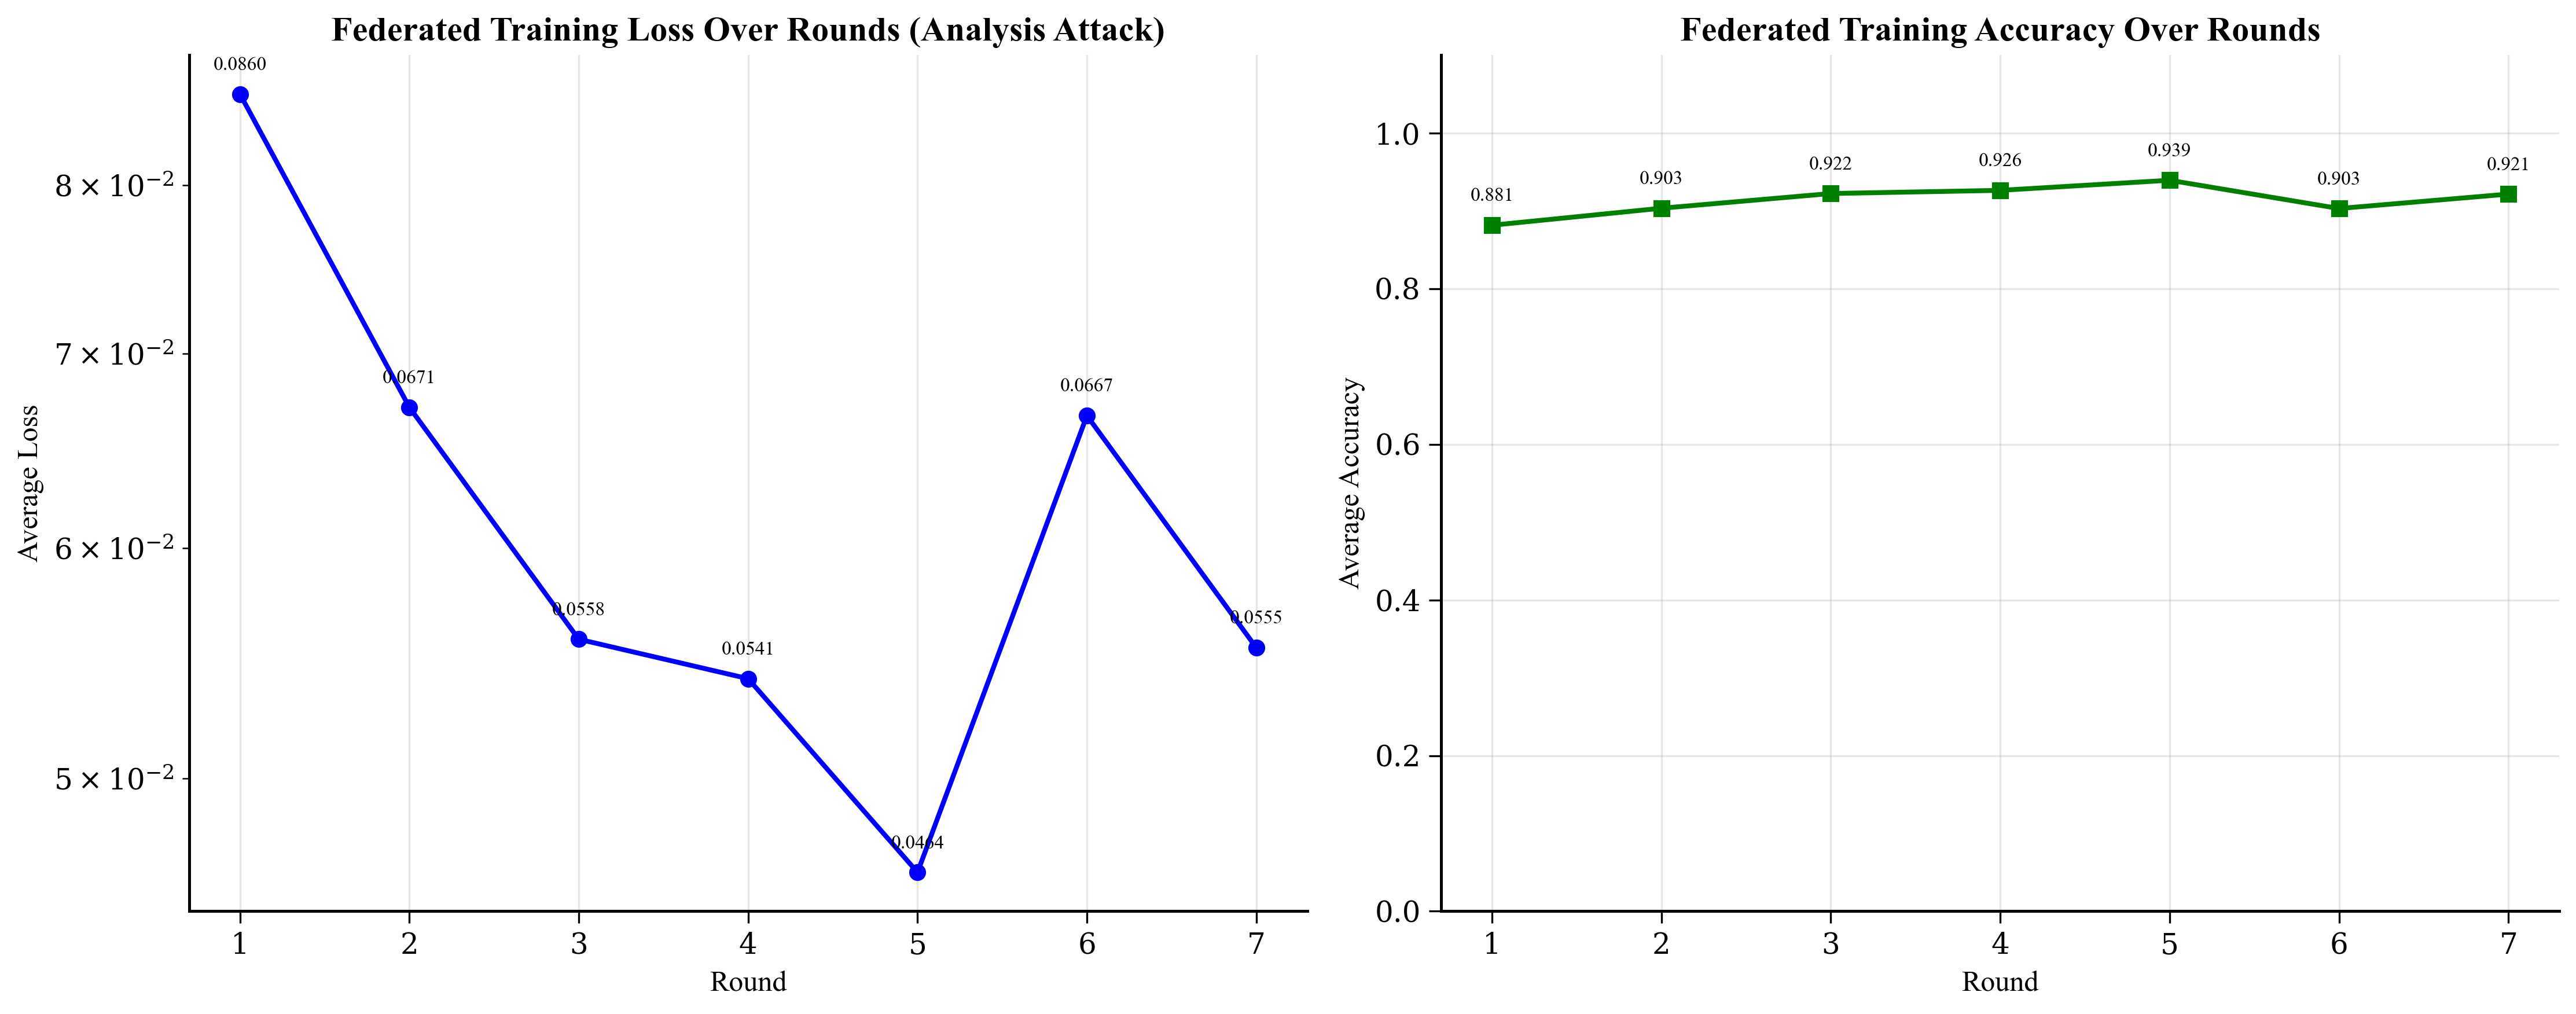 Federated Training Loss Over Rounds (Analysis Attack)
0.0860
8 × 10⁻²
7 × 10⁻²
0.0671
0.0667
6 × 10⁻²
0.0558
0.0555
0.0541
5 × 10⁻²
0.0464
Average Loss
1 2 3 4 5 6 7
Round
Federated Training Accuracy Over Rounds
1.0
0.881 0.903 0.922 0.926 0.939 0.903 0.921
0.8
0.6
0.4
0.2
0.0
Average Accuracy
1 2 3 4 5 6 7
Round